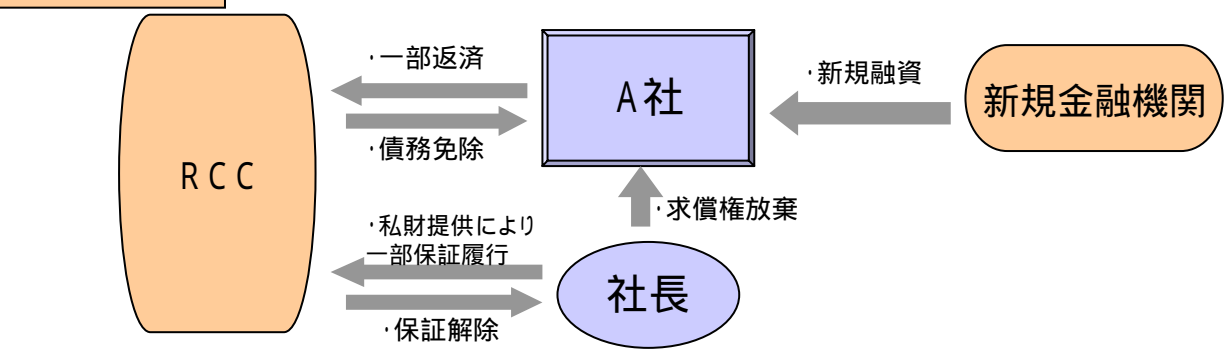 ・一部返済
A社
・新規融資
新規金融機関
・債務免除
RCC
・求償権放棄
・私財提供により
一部保証履行
社長
・保証解除